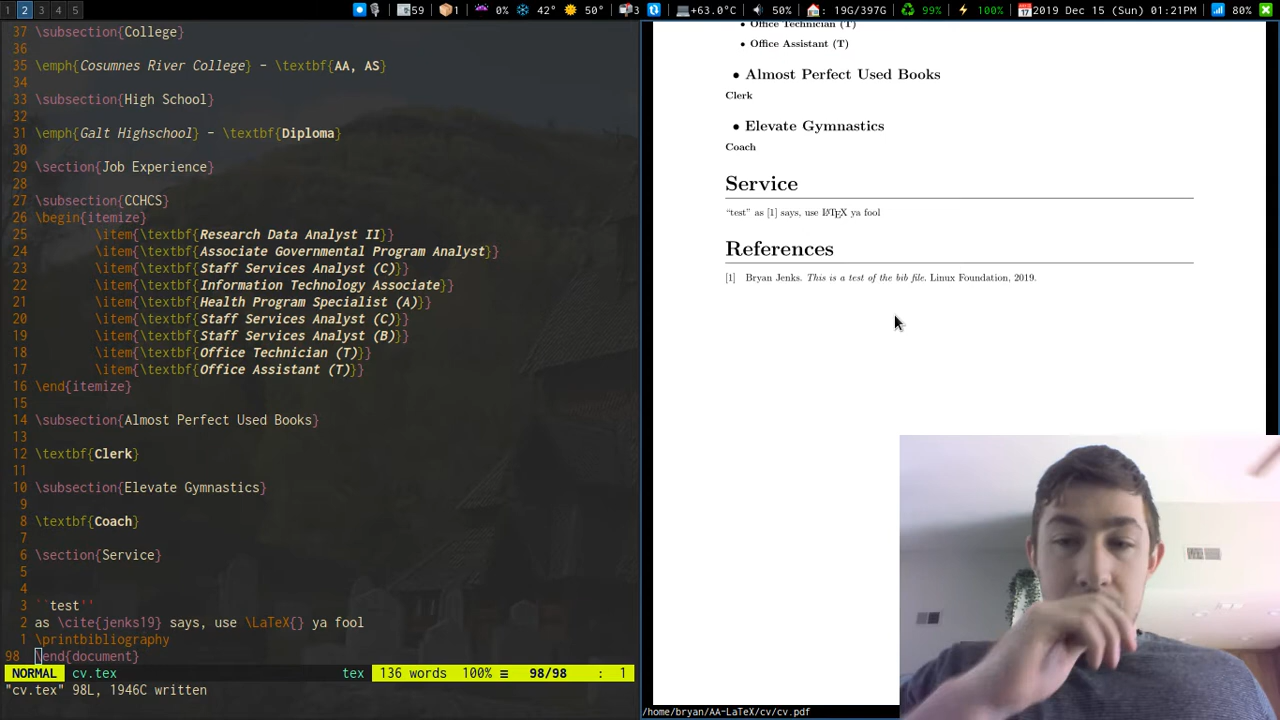 1 2 3 4 5 59 1 0% 42° 50° 3 +63.0°C 50% : 19G/397G 99% 100% 2019 Dec 15 (Sun) 01:21PM 80%
37 \subsection{College}
36
35 \emph{Cosumnes River College} - \textbf{AA, AS}
34
33 \subsection{High School}
32
31 \emph{Galt Highschool} - \textbf{Diploma}
30
29 \section{Job Experience}
28
27 \subsection{CCHCS}
26 \begin{itemize}
25 \item{\textbf{Research Data Analyst II}}
24 \item{\textbf{Associate Governmental Program Analyst}}
23 \item{\textbf{Staff Services Analyst (C)}}
22 \item{\textbf{Information Technology Associate}}
21 \item{\textbf{Health Program Specialist (A)}}
20 \item{\textbf{Staff Services Analyst (C)}}
19 \item{\textbf{Staff Services Analyst (B)}}
18 \item{\textbf{Office Technician (T)}}
17 \item{\textbf{Office Assistant (T)}}
16 \end{itemize}
15
14 \subsection{Almost Perfect Used Books}
13
12 \textbf{Clerk}
11
10 \subsection{Elevate Gymnastics}
9
8 \textbf{Coach}
7
6 \section{Service}
5
4
3 ``test''
2 as \cite{jenks19} says, use \LaTeX{} ya fool
1 \printbibliography
98 \end{document}
NORMAL cv.tex tex 136 words 100% ≡ 98/98 : 1
"cv.tex" 98L, 1946C written
• Office Technician (T)
• Office Assistant (T)
• Almost Perfect Used Books
Clerk
• Elevate Gymnastics
Coach
Service
“test” as [1] says, use LATEX ya fool
References
[1] Bryan Jenks. This is a test of the bib file. Linux Foundation, 2019.
/home/bryan/AA-LaTeX/cv/cv.pdf